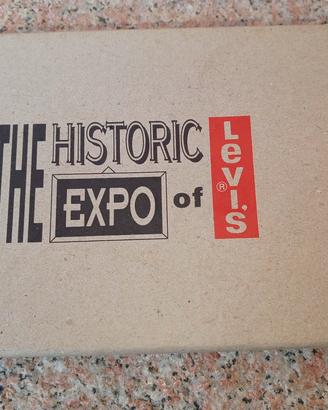 THE HISTORIC
EXPO of LeVI'S®